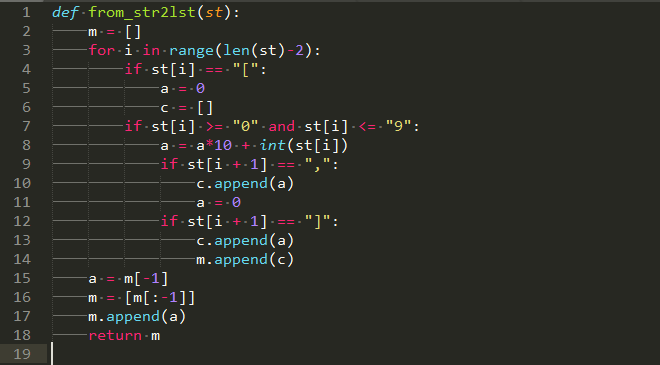 1 def from_str2lst(st):
2     m = []
3     for i in range(len(st)-2):
4         if st[i] == "[":
5             a = 0
6             c = []
7         if st[i] >= "0" and st[i] <= "9":
8             a = a*10 + int(st[i])
9             if st[i + 1] == ",":
10                 c.append(a)
11                 a = 0
12             if st[i + 1] == "]":
13                 c.append(a)
14                 m.append(c)
15     a = m[-1]
16     m = [m[:-1]]
17     m.append(a)
18     return m
19